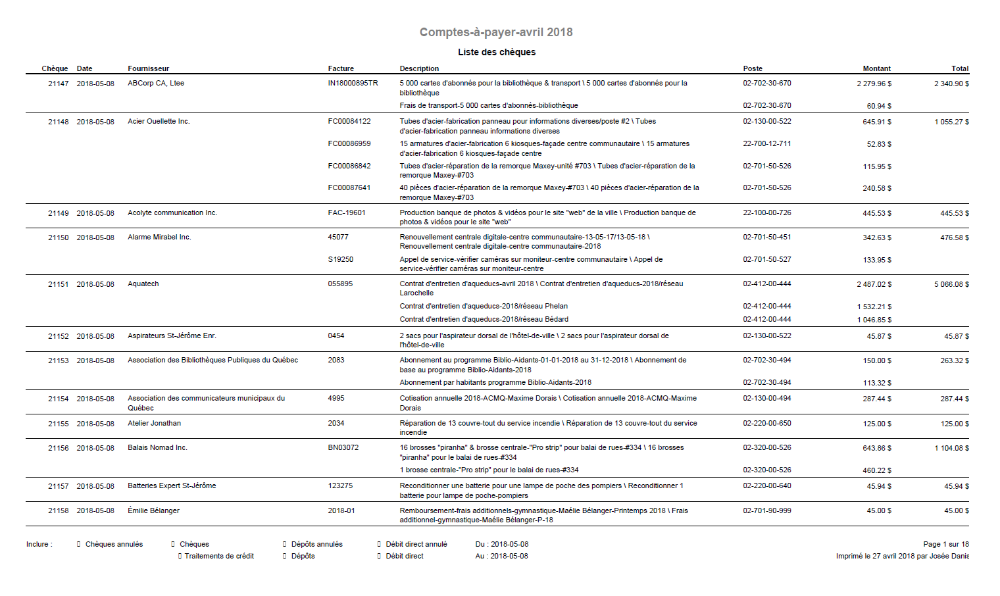 Comptes-à-payer-avril 2018
Liste des chèques
Chèque Date Fournisseur Facture Description Poste Montant Total
21147 2018-05-08 ABCorp CA, Ltee IN18000895TR 5 000 cartes d'abonnés pour la bibliothèque & transport \ 5 000 cartes d'abonnés pour la 02-702-30-670 2 279.96 $ 2 340.90 $
bibliothèque
Frais de transport-5 000 cartes d'abonnés-bibliothèque 02-702-30-670 60.94 $
21148 2018-05-08 Acier Ouellette Inc. FC00084122 Tubes d'acier-fabrication panneau pour informations diverses/poste #2 \ Tubes 02-130-00-522 645.91 $ 1 055.27 $
d'acier-fabrication panneau informations diverses
FC00086959 15 armatures d'acier-fabrication 6 kiosques-façade centre communautaire \ 15 armatures 22-700-12-711 52.83 $
d'acier-fabrication 6 kiosques-façade centre
FC00086842 Tubes d'acier-réparation de la remorque Maxey-unité #703 \ Tubes d'acier-réparation de la 02-701-50-526 115.95 $
remorque Maxey-#703
FC00087641 40 pièces d'acier-réparation de la remorque Maxey-#703 \ 40 pièces d'acier-réparation de la 02-701-50-526 240.58 $
remorque Maxey-#703
21149 2018-05-08 Acolyte communication Inc. FAC-19601 Production banque de photos & vidéos pour le site "web" de la ville \ Production banque de 22-100-00-726 445.53 $ 445.53 $
photos & vidéos pour le site "web"
21150 2018-05-08 Alarme Mirabel Inc. 45077 Renouvellement centrale digitale-centre communautaire-13-05-17/13-05-18 \ 02-701-50-451 342.63 $ 476.58 $
Renouvellement centrale digitale-centre communautaire-2018
S19250 Appel de service-vérifier caméras sur moniteur-centre communautaire \ Appel de 02-701-50-527 133.95 $
service-vérifier caméras sur moniteur-centre
21151 2018-05-08 Aquatech 055895 Contrat d'entretien d'aqueducs-avril 2018 \ Contrat d'entretien d'aqueducs-2018/réseau 02-412-00-444 2 487.02 $ 5 066.08 $
Larochelle
Contrat d'entretien d'aqueducs-2018/réseau Phelan 02-412-00-444 1 532.21 $
Contrat d'entretien d'aqueducs-2018/réseau Bédard 02-412-00-444 1 046.85 $
21152 2018-05-08 Aspirateurs St-Jérôme Enr. 0454 2 sacs pour l'aspirateur dorsal de l'hôtel-de-ville \ 2 sacs pour l'aspirateur dorsal de 02-130-00-522 45.87 $ 45.87 $
l'hôtel-de-ville
21153 2018-05-08 Association des Bibliothèques Publiques du Québec 2083 Abonnement au programme Biblio-Aidants-01-01-2018 au 31-12-2018 \ Abonnement de 02-702-30-494 150.00 $ 263.32 $
base au programme Biblio-Aidants-2018
Abonnement par habitants programme Biblio-Aidants-2018 02-702-30-494 113.32 $
21154 2018-05-08 Association des communicateurs municipaux du 4995 Cotisation annuelle 2018-ACMQ-Maxime Dorais \ Cotisation annuelle 2018-ACMQ-Maxime 02-130-00-494 287.44 $ 287.44 $
Québec Dorais
21155 2018-05-08 Atelier Jonathan 2034 Réparation de 13 couvre-tout du service incendie \ Réparation de 13 couvre-tout du service 02-220-00-650 125.00 $ 125.00 $
incendie
21156 2018-05-08 Balais Nomad Inc. BN03072 16 brosses "piranha" & brosse centrale-"Pro strip" pour balai de rues-#334 \ 16 brosses 02-320-00-526 643.86 $ 1 104.08 $
"piranha" pour le balai de rues-#334
1 brosse centrale-"Pro strip" pour le balai de rues-#334 02-320-00-526 460.22 $
21157 2018-05-08 Batteries Expert St-Jérôme 123275 Reconditionner une batterie pour une lampe de poche des pompiers \ Reconditionner 1 02-220-00-640 45.94 $ 45.94 $
batterie pour lampe de poche-pompiers
21158 2018-05-08 Émilie Bélanger 2018-01 Remboursement-frais additionnels-gymnastique-Maélie Bélanger-Printemps 2018 \ Frais 02-701-90-999 45.00 $ 45.00 $
additionnel-gymnastique-Maélie Bélanger-P-18
Inclure : Chèques annulés Chèques Dépôts annulés Débit direct annulé Du : 2018-05-08 Page 1 sur 18
Traitements de crédit Dépôts Débit direct Au : 2018-05-08 Imprimé le 27 avril 2018 par Josée Danis